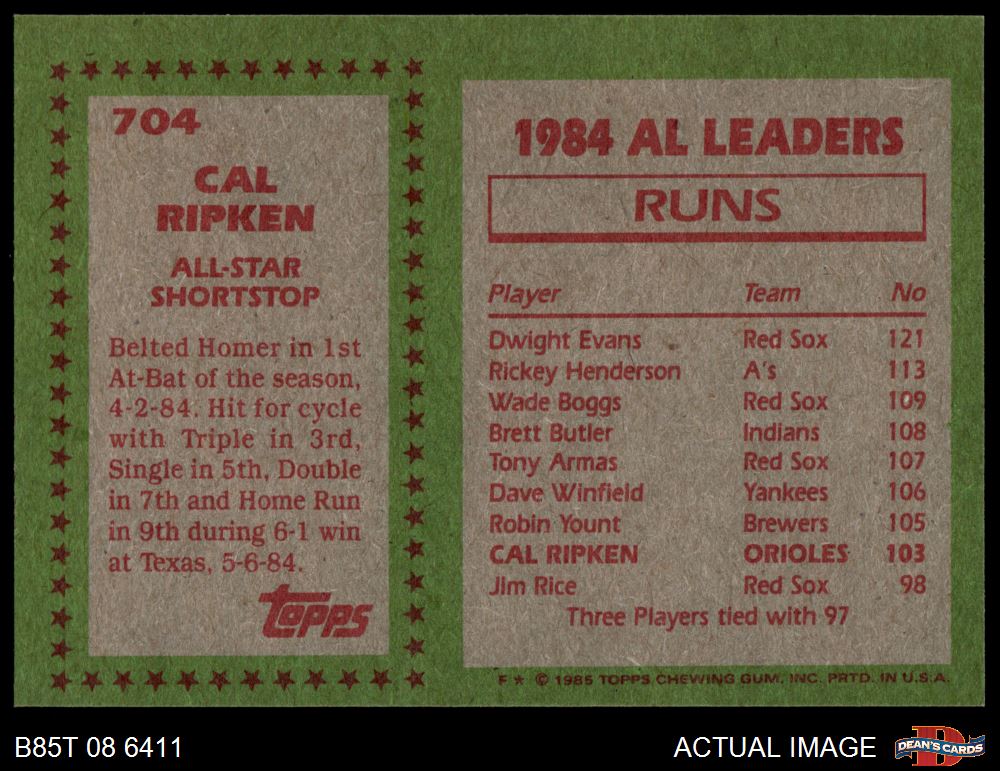 704
CAL
RIPKEN
ALL-STAR
SHORTSTOP
Belted Homer in 1st
At-Bat of the season,
4-2-84. Hit for cycle
with Triple in 3rd,
Single in 5th, Double
in 7th and Home Run
in 9th during 6-1 win
at Texas, 5-6-84.
topps
1984 AL LEADERS
RUNS
Player Team No
Dwight Evans Red Sox 121
Rickey Henderson A's 113
Wade Boggs Red Sox 109
Brett Butler Indians 108
Tony Armas Red Sox 107
Dave Winfield Yankees 106
Robin Yount Brewers 105
CAL RIPKEN ORIOLES 103
Jim Rice Red Sox 98
Three Players tied with 97
F * © 1985 TOPPS CHEWING GUM, INC. PRTD. IN U.S.A.
B85T 08 6411
ACTUAL IMAGE
D
DEAN'S CARDS